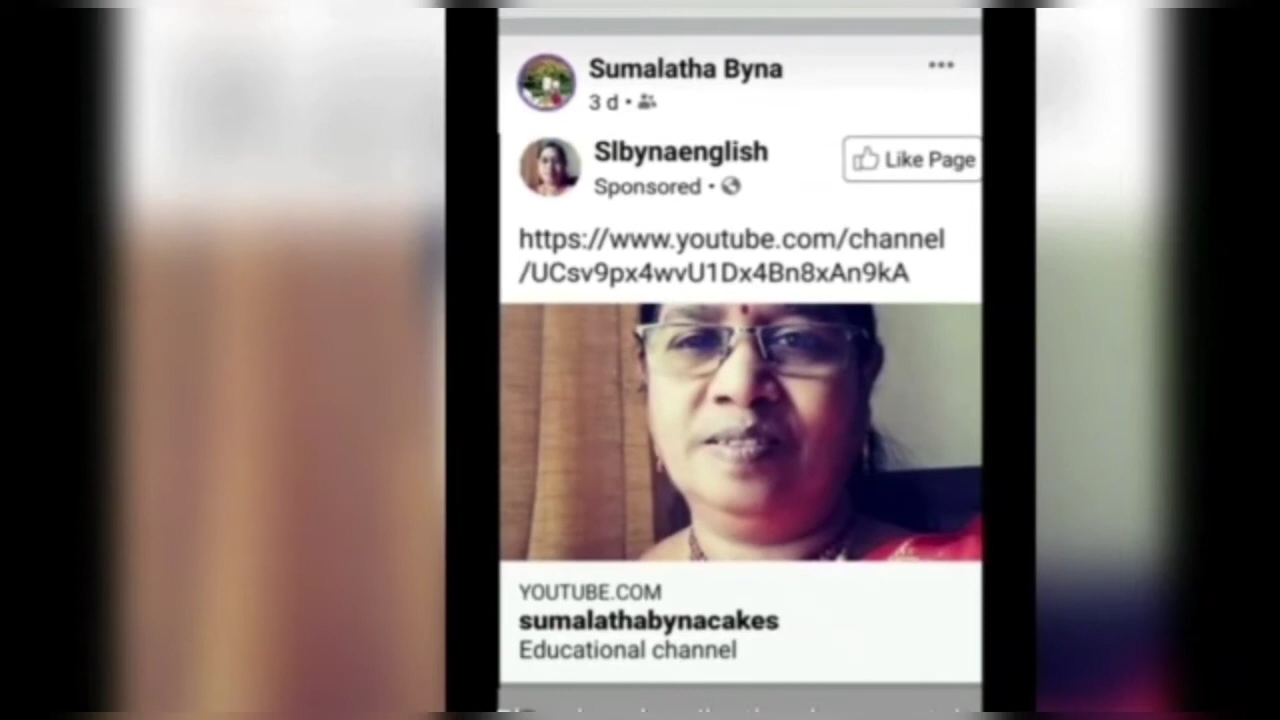 Sumalatha Byna
3 d •
Slbynaenglish
Like Page
Sponsored •
https://www.youtube.com/channel
/UCsv9px4wvU1Dx4Bn8xAn9kA
YOUTUBE.COM
sumalathabynacakes
Educational channel